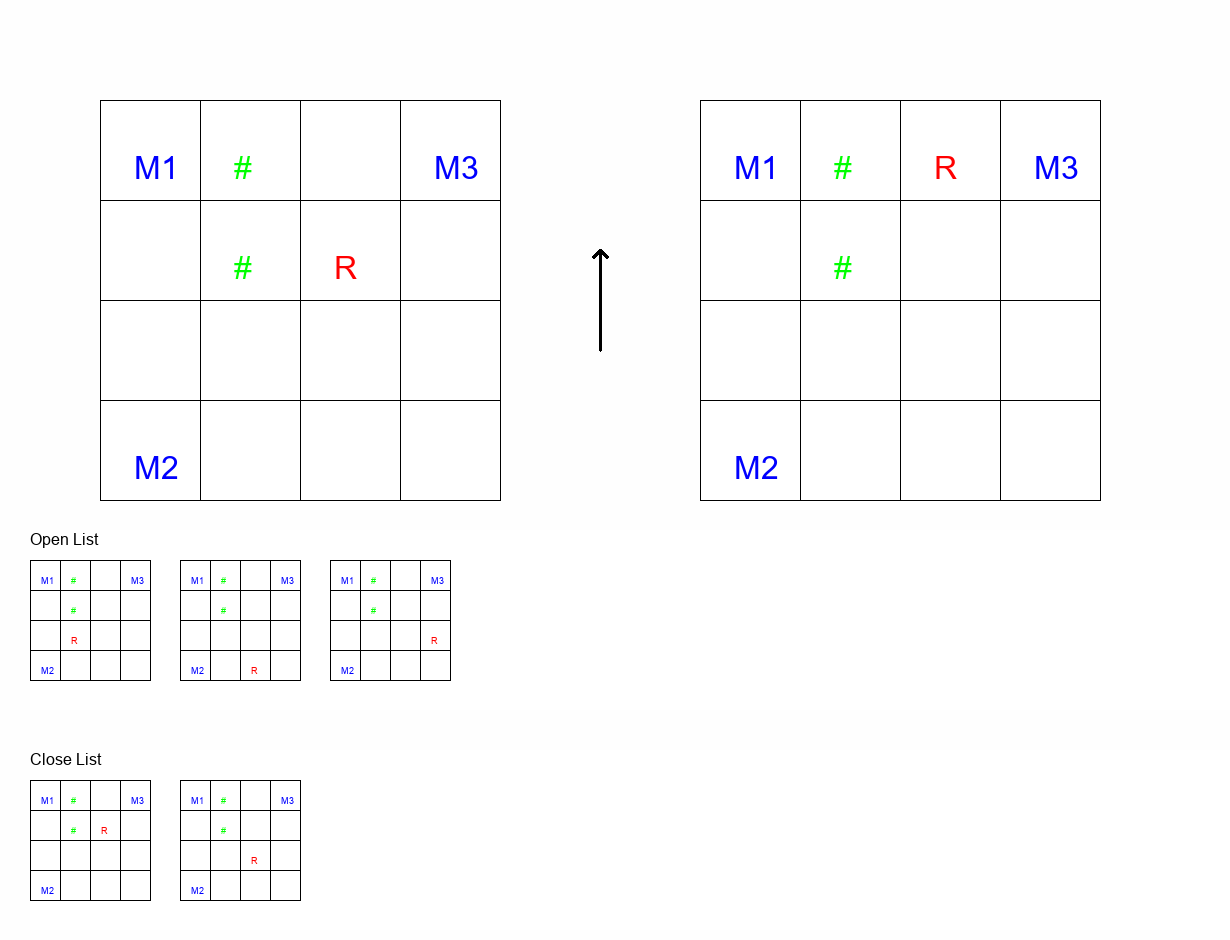 M1 # M3 M1 # R M3
# R #
M2 M2
Open List
M1 # M3 M1 # M3 M1 # M3
# # #
R R
M2 M2 R M2
Close List
M1 # M3 M1 # M3
# R #
R
M2 M2